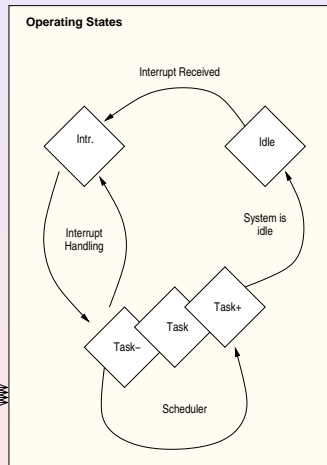 Operating States
Interrupt Received
Intr.
Idle
Interrupt
Handling
System is
idle
Task+
Task
Task−
Scheduler